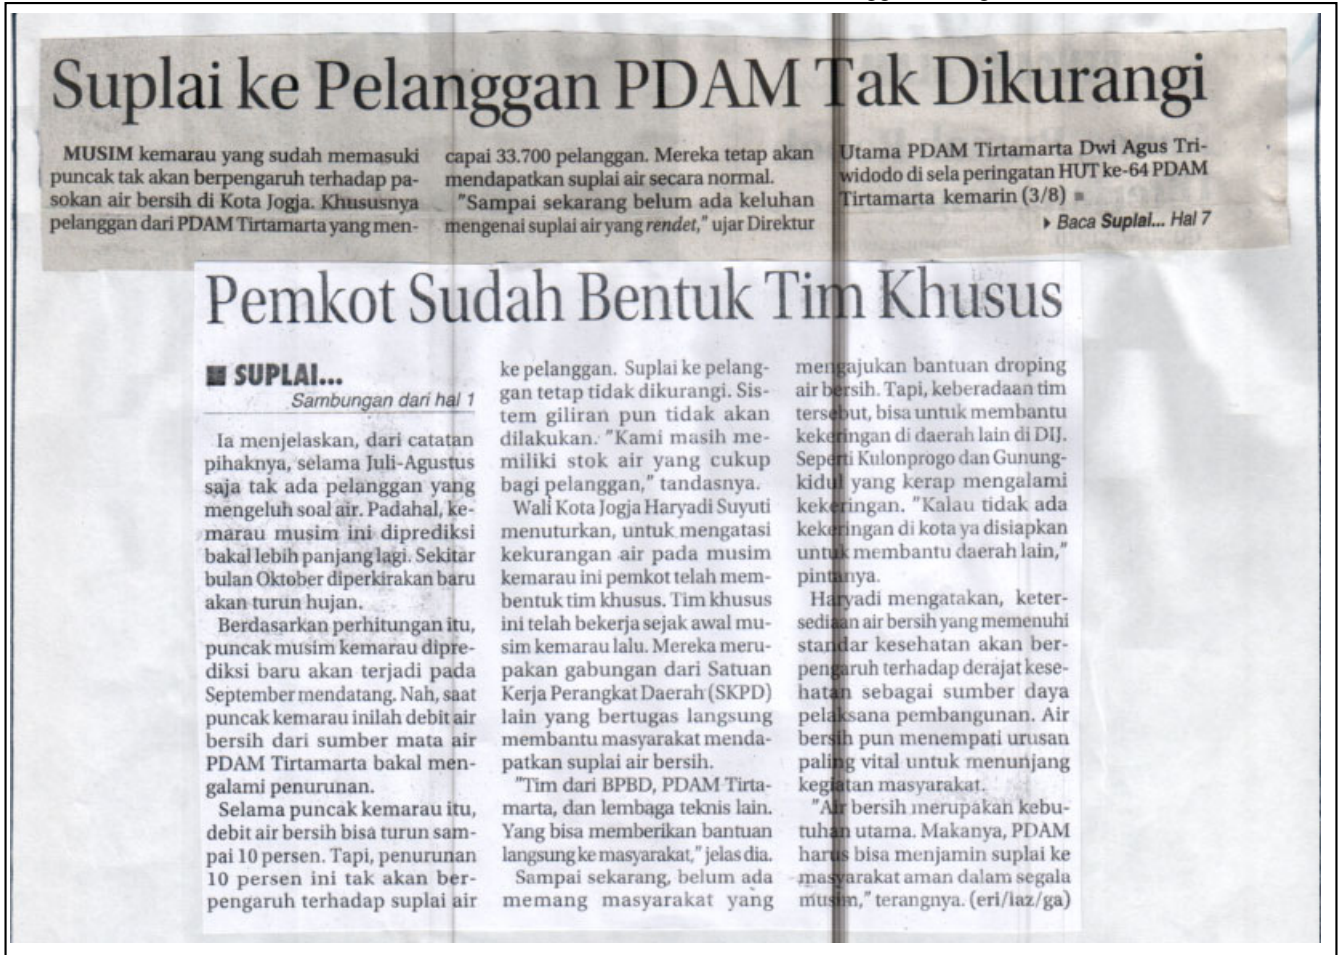 Suplai ke Pelanggan PDAM Tak Dikurangi
MUSIM kemarau yang sudah memasuki
puncak tak akan berpengaruh terhadap pa-
sokan air bersih di Kota Jogja. Khususnya
pelanggan dari PDAM Tirtamarta yang men-
capai 33.700 pelanggan. Mereka tetap akan
mendapatkan suplai air secara normal.
"Sampai sekarang belum ada keluhan
mengenai suplai air yang rendet," ujar Direktur
Utama PDAM Tirtamarta Dwi Agus Tri-
widodo di sela peringatan HUT ke-64 PDAM
Tirtamarta kemarin (3/8)
Baca Suplai... Hal 7
Pemkot Sudah Bentuk Tim Khusus
SUPLAI...
Sambungan dari hal 1
Ia menjelaskan, dari catatan
pihaknya, selama Juli-Agustus
saja tak ada pelanggan yang
mengeluh soal air. Padahal, ke-
marau musim ini diprediksi
bakal lebih panjang lagi. Sekitar
bulan Oktober diperkirakan baru
akan turun hujan.
Berdasarkan perhitungan itu,
puncak musim kemarau dipre-
diksi baru akan terjadi pada
September mendatang. Nah, saat
puncak kemarau inilah debit air
bersih dari sumber mata air
PDAM Tirtamarta bakal men-
galami penurunan.
Selama puncak kemarau itu,
debit air bersih bisa turun sam-
pai 10 persen. Tapi, penurunan
10 persen ini tak akan ber-
pengaruh terhadap suplai air
ke pelanggan. Suplai ke pelang-
gan tetap tidak dikurangi. Sis-
tem giliran pun tidak akan
dilakukan. "Kami masih me-
miliki stok air yang cukup
bagi pelanggan," tandasnya.
Wali Kota Jogja Haryadi Suyuti
menuturkan, untuk mengatasi
kekurangan air pada musim
kemarau ini pemkot telah mem-
bentuk tim khusus. Tim khusus
ini telah bekerja sejak awal mu-
sim kemarau lalu. Mereka meru-
pakan gabungan dari Satuan
Kerja Perangkat Daerah (SKPD)
lain yang bertugas langsung
membantu masyarakat menda-
patkan suplai air bersih.
"Tim dari BPBD, PDAM Tirta-
marta, dan lembaga teknis lain.
Yang bisa memberikan bantuan
langsung ke masyarakat," jelas dia.
Sampai sekarang, belum ada
memang masyarakat yang
mengajukan bantuan droping
air bersih. Tapi, keberadaan tim
tersebut, bisa untuk membantu
kekeringan di daerah lain di DIJ.
Seperti Kulonprogo dan Gunung-
kidul yang kerap mengalami
kekeringan. "Kalau tidak ada
kekeringan di kota ya disiapkan
untuk membantu daerah lain,"
pintanya.
Haryadi mengatakan, keter-
sediaan air bersih yang memenuhi
standar kesehatan akan ber-
pengaruh terhadap derajat kese-
hatan sebagai sumber daya
pelaksana pembangunan. Air
bersih pun menempati urusan
paling vital untuk menunjang
kegiatan masyarakat.
"Air bersih merupakan kebu-
tuhan utama. Makanya, PDAM
harus bisa menjamin suplai ke
masyarakat aman dalam segala
musim," terangnya. (eri/laz/ga)